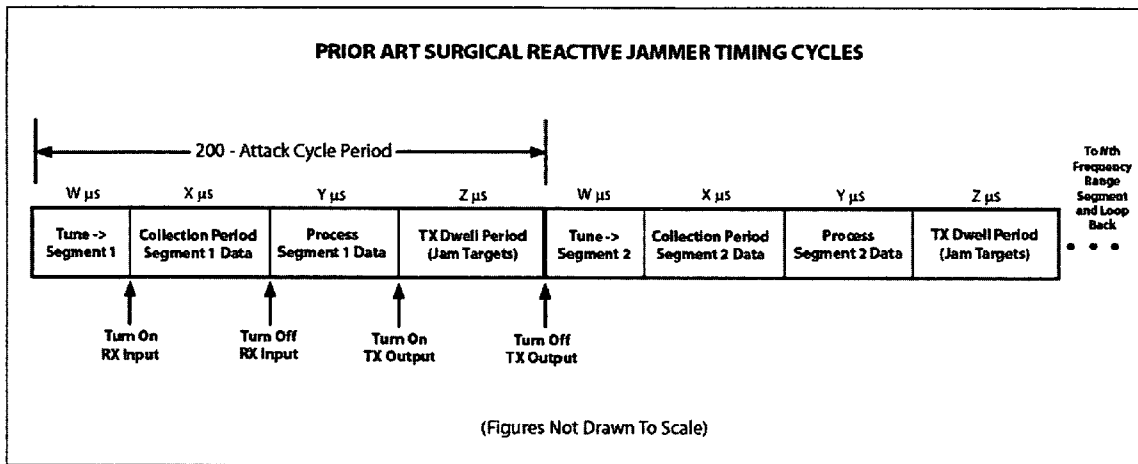 PRIOR ART SURGICAL REACTIVE JAMMER TIMING CYCLES
200 - Attack Cycle Period
W µs
X µs
Y µs
Z µs
W µs
X µs
Y µs
Z µs
To Nth
Frequency
Range
Segment
and Loop
Back
Tune ->
Segment 1
Collection Period
Segment 1 Data
Process
Segment 1 Data
TX Dwell Period
(Jam Targets)
Tune ->
Segment 2
Collection Period
Segment 2 Data
Process
Segment 2 Data
TX Dwell Period
(Jam Targets)
• • •
Turn On
RX Input
Turn Off
RX Input
Turn On
TX Output
Turn Off
TX Output
(Figures Not Drawn To Scale)